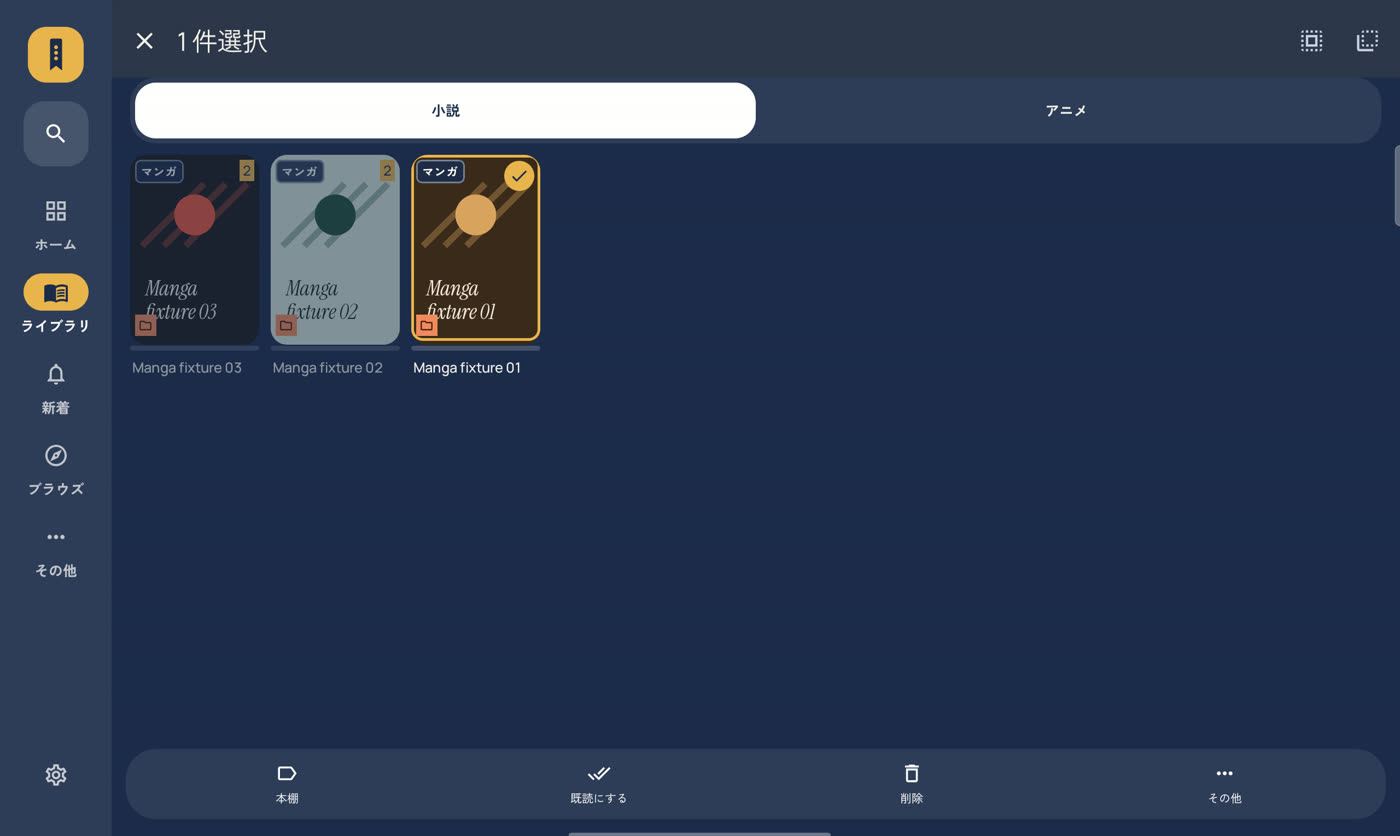 1件選択
小説
アニメ
ホーム
ライブラリ
新着
ブラウズ
その他
マンガ
2
Manga
fixture 03
Manga fixture 03
マンガ
2
Manga
fixture 02
Manga fixture 02
マンガ
Manga
fixture 01
Manga fixture 01
本棚
既読にする
削除
その他